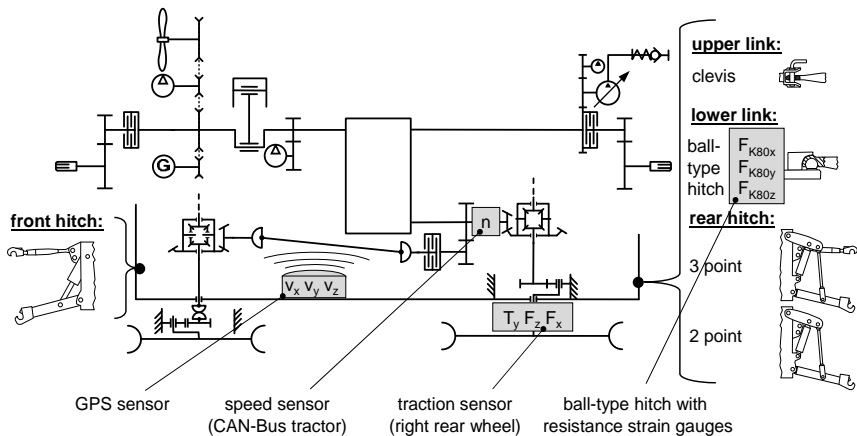 upper link:
clevis
lower link:
ball-
type
hitch
F_K80x
F_K80y
F_K80z
rear hitch:
3 point
2 point
front hitch:
G
n
v_x v_y v_z
T_y F_z F_x
GPS sensor
speed sensor
(CAN-Bus tractor)
traction sensor
(right rear wheel)
ball-type hitch with
resistance strain gauges